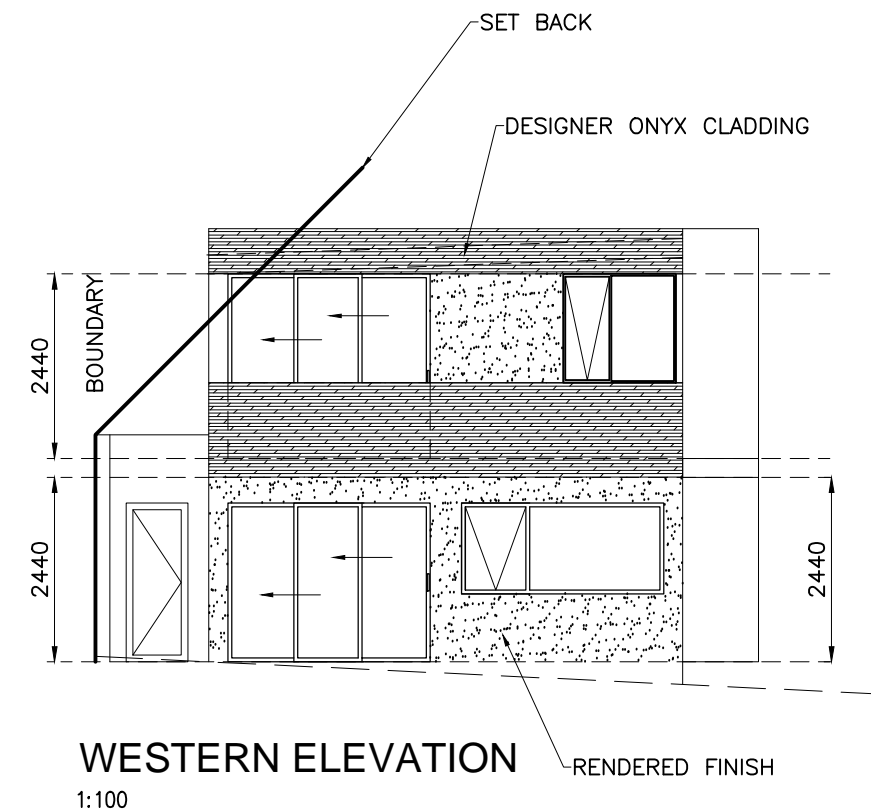 SET BACK
DESIGNER ONYX CLADDING
BOUNDARY
2440
2440
2440
WESTERN ELEVATION
RENDERED FINISH
1:100